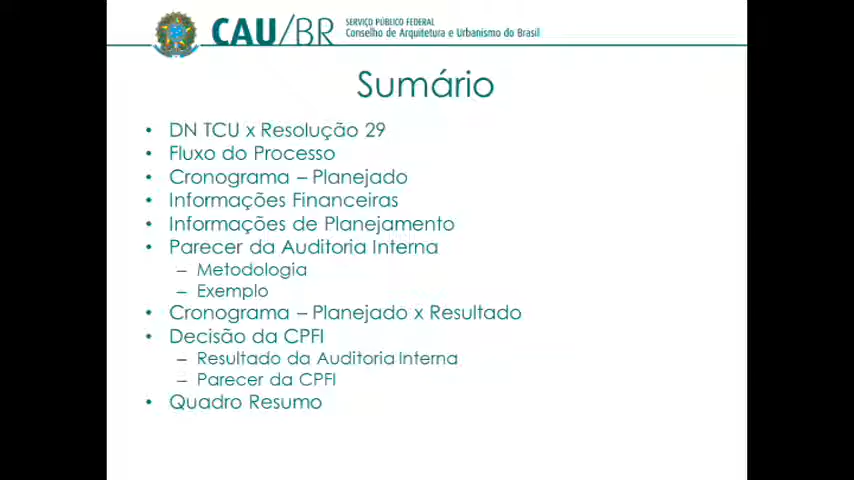 CAU/BR
SERVIÇO PÚBLICO FEDERAL
Conselho de Arquitetura e Urbanismo do Brasil
Sumário
• DN TCU x Resolução 29
• Fluxo do Processo
• Cronograma – Planejado
• Informações Financeiras
• Informações de Planejamento
• Parecer da Auditoria Interna
– Metodologia
– Exemplo
• Cronograma – Planejado x Resultado
• Decisão da CPFI
– Resultado da Auditoria Interna
– Parecer da CPFI
• Quadro Resumo